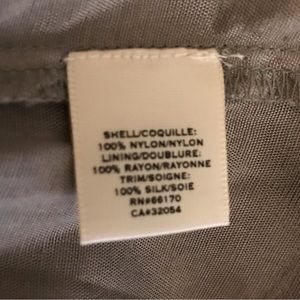 SHELL/COQUILLE:
100% NYLON/NYLON
LINING/DOUBLURE:
100% RAYON/RAYONNE
TRIM/SOIGNE:
100% SILK/SOIE
RN#66170
CA#32054